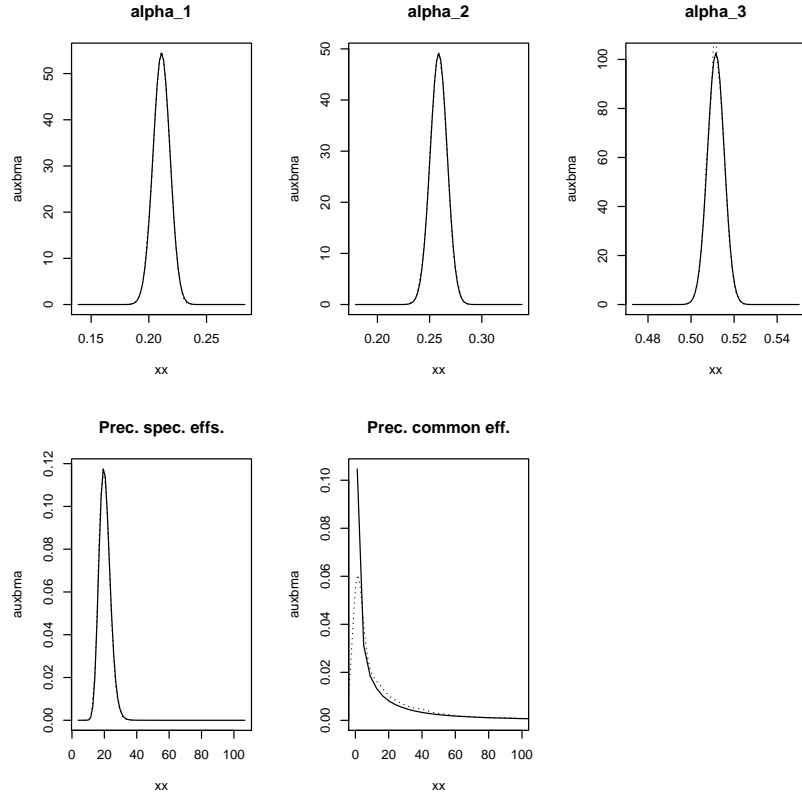 alpha_1
alpha_2
alpha_3
auxbma
0 10 20 30 40 50
0.15 0.20 0.25
xx
auxbma
0 10 20 30 40 50
0.20 0.30
xx
auxbma
0 20 40 60 80 100
0.48 0.50 0.52 0.54
xx
Prec. spec. effs.
Prec. common eff.
auxbma
0.00 0.02 0.04 0.06 0.08 0.10 0.12
0 20 40 60 80 100
xx
auxbma
0.00 0.02 0.04 0.06 0.08 0.10
0 20 40 60 80 100
xx